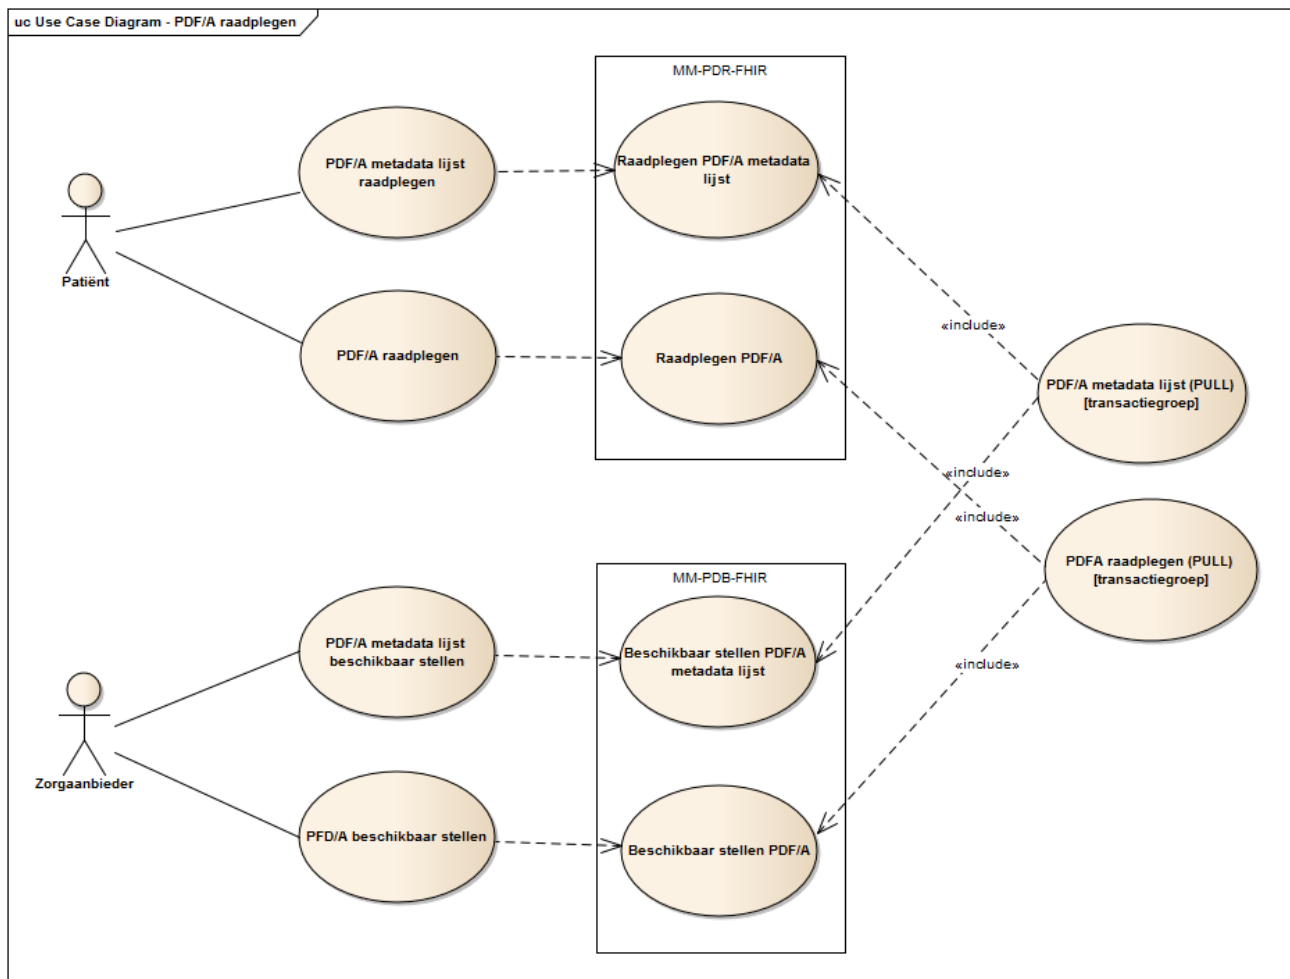 uc Use Case Diagram - PDF/A raadplegen
MM-PDR-FHIR
PDF/A metadata lijst
raadplegen
Raadplegen PDF/A metadata
lijst
Patiënt
PDF/A raadplegen
Raadplegen PDF/A
«include»
PDF/A metadata lijst (PULL)
[transactiegroep]
«include»
«include»
PDFA raadplegen (PULL)
[transactiegroep]
MM-PDB-FHIR
PDF/A metadata lijst
beschikbaar stellen
Beschikbaar stellen PDF/A
metadata lijst
«include»
Zorgaanbieder
PFD/A beschikbaar stellen
Beschikbaar stellen PDF/A